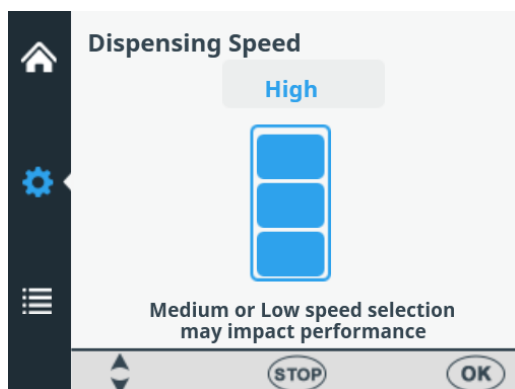 Dispensing Speed
High
Medium or Low speed selection
may impact performance
STOP
OK